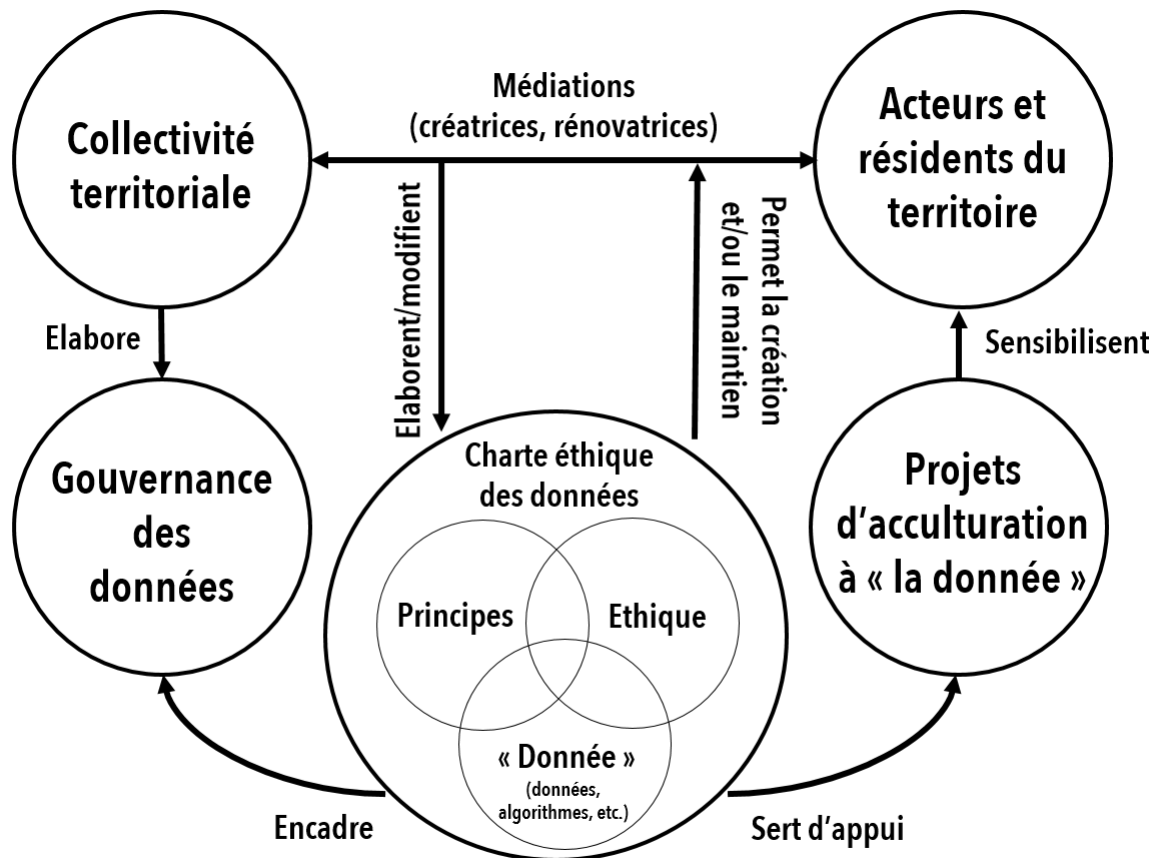 Collectivité
territoriale
Médiations
(créatrices, rénovatrices)
Acteurs et
résidents du
territoire
Elabore
Elaborent/modifient
Permet la création
et/ou le maintien
Sensibilisent
Gouvernance
des
données
Charte éthique
des données
Principes
Ethique
« Donnée »
(données,
algorithmes, etc.)
Projets
d’acculturation
à « la donnée »
Encadre
Sert d’appui